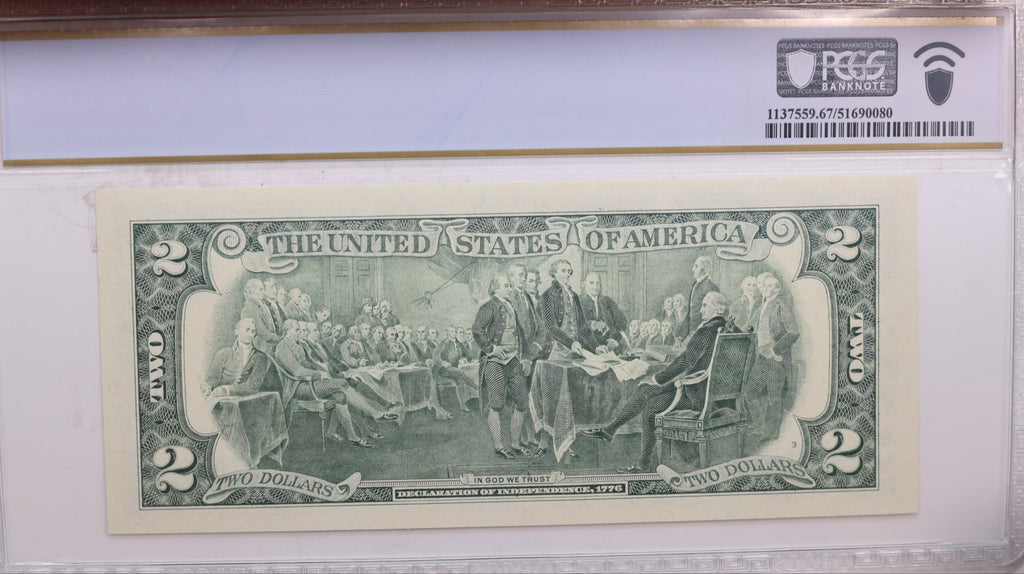 PCGS
BANKNOTE
1137559.67/51690080
THE UNITED STATES OF AMERICA
2
2
TWO
TWO
2
2
3
TWO DOLLARS
IN GOD WE TRUST
TWO DOLLARS
DECLARATION OF INDEPENDENCE, 1776